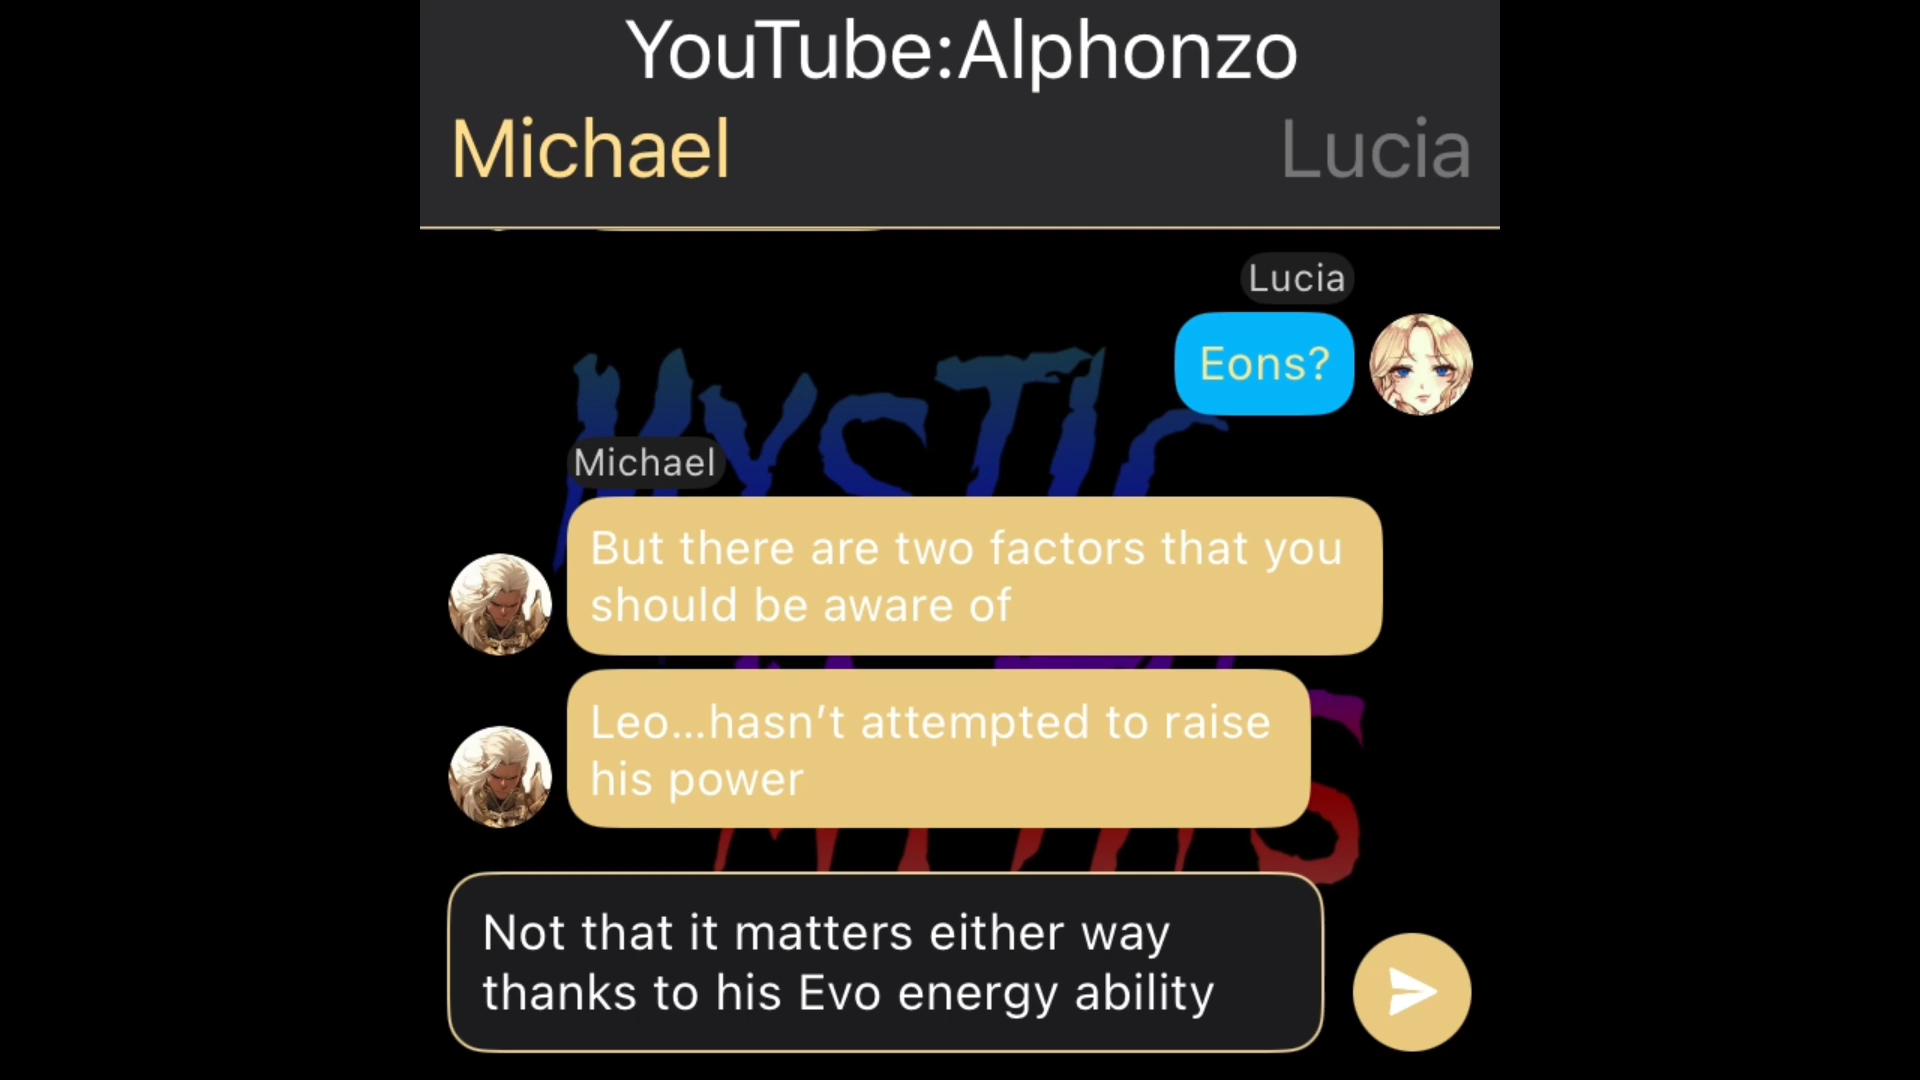 YouTube:Alphonzo
Michael
Lucia
Lucia
Eons?
MYSTIC
Michael
But there are two factors that you
should be aware of
Leo...hasn’t attempted to raise
his power
Not that it matters either way
thanks to his Evo energy ability